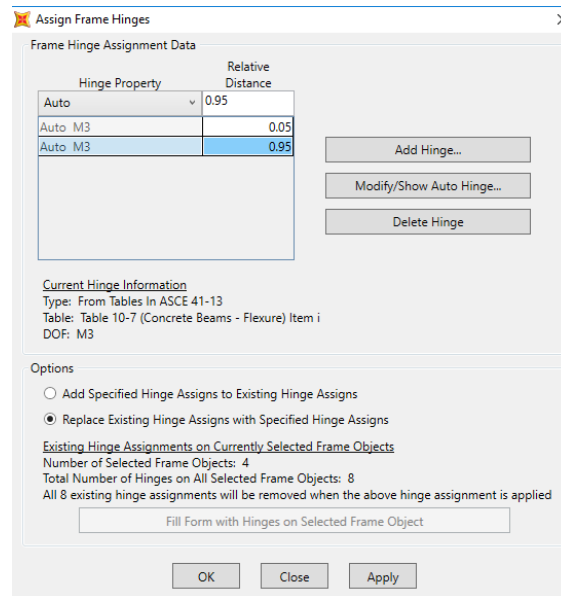 Assign Frame Hinges
Frame Hinge Assignment Data
Hinge Property
Relative
Distance
Auto
0.95
Auto M3
0.05
Auto M3
0.95
Add Hinge...
Modify/Show Auto Hinge...
Delete Hinge
Current Hinge Information
Type: From Tables In ASCE 41-13
Table: Table 10-7 (Concrete Beams - Flexure) Item i
DOF: M3
Options
Add Specified Hinge Assigns to Existing Hinge Assigns
Replace Existing Hinge Assigns with Specified Hinge Assigns
Existing Hinge Assignments on Currently Selected Frame Objects
Number of Selected Frame Objects: 4
Total Number of Hinges on All Selected Frame Objects: 8
All 8 existing hinge assignments will be removed when the above hinge assignment is applied
Fill Form with Hinges on Selected Frame Object
OK
Close
Apply